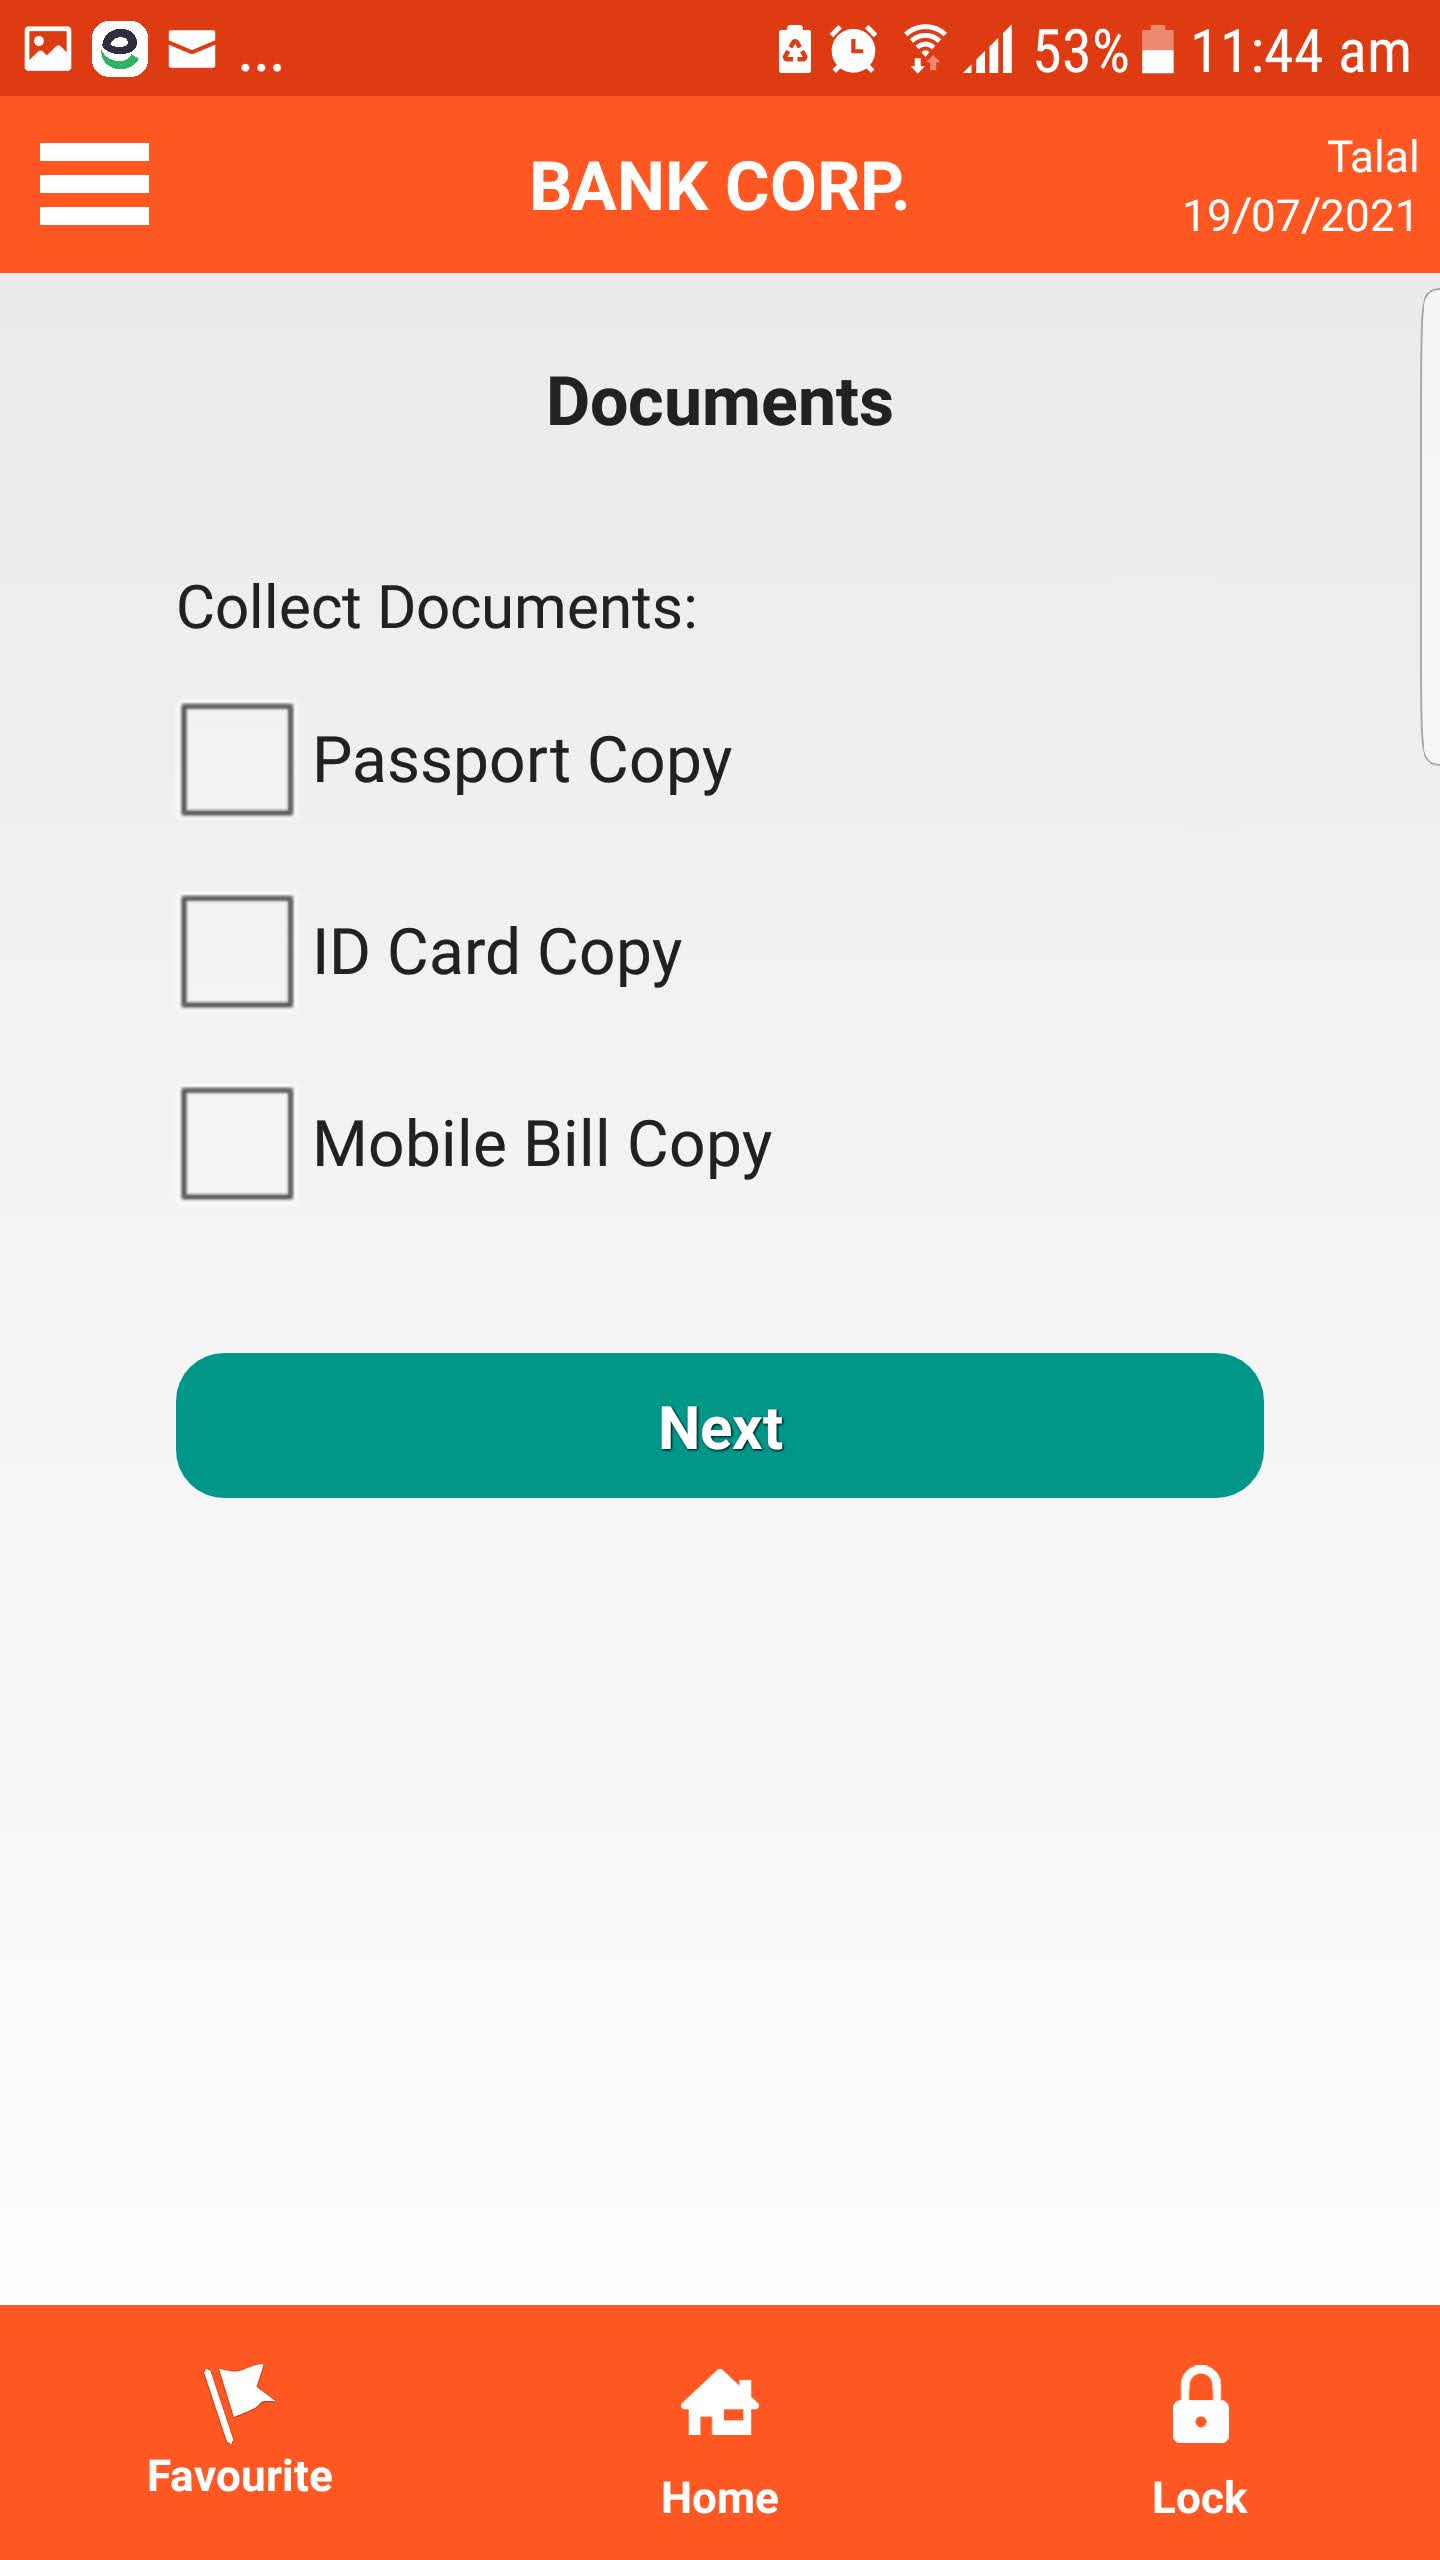 ... 53% 11:44 am
BANK CORP.
Talal
19/07/2021
Documents
Collect Documents:
Passport Copy
ID Card Copy
Mobile Bill Copy
Next
Favourite
Home
Lock